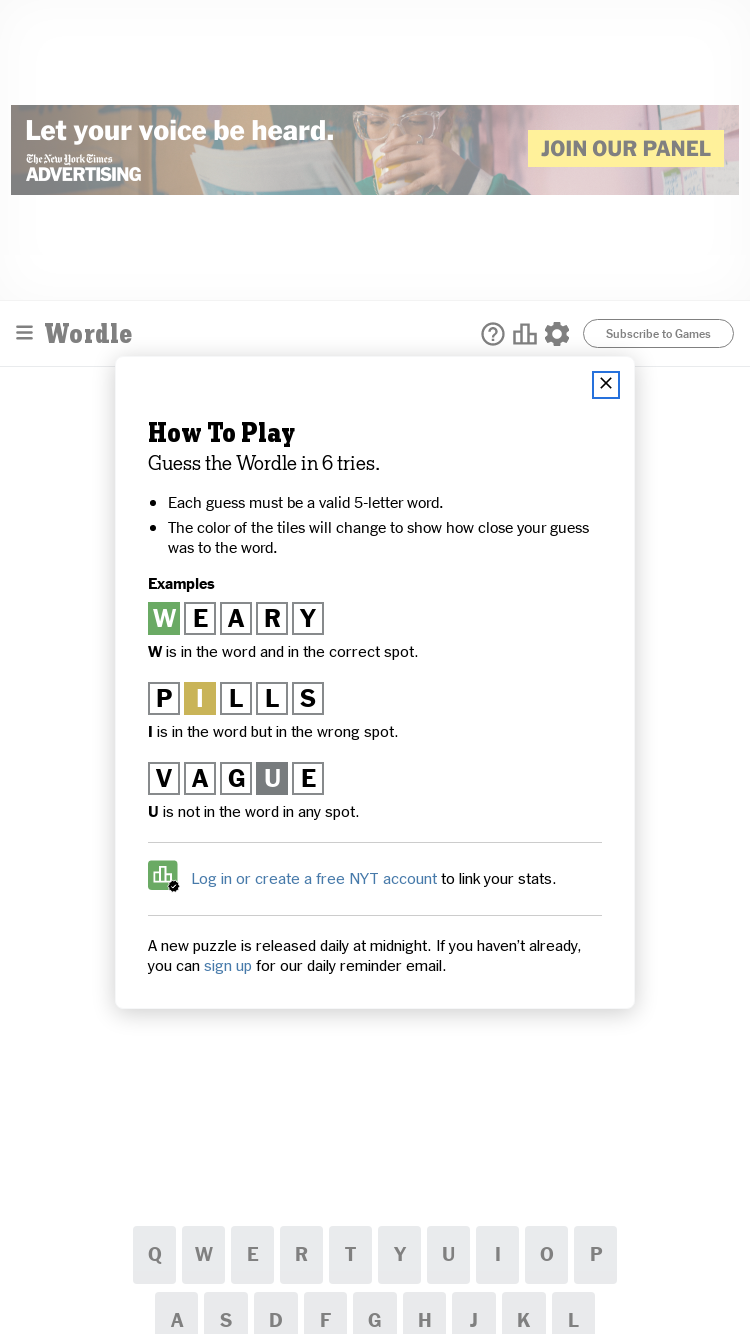 Let your voice be heard.
The New York Times
ADVERTISING
JOIN OUR PANEL
Wordle
Subscribe to Games
How To Play
Guess the Wordle in 6 tries.
Each guess must be a valid 5-letter word.
The color of the tiles will change to show how close your guess
was to the word.
Examples
W E A R Y
W is in the word and in the correct spot.
P I L L S
I is in the word but in the wrong spot.
V A G U E
U is not in the word in any spot.
Log in or create a free NYT account to link your stats.
A new puzzle is released daily at midnight. If you haven't already,
you can sign up for our daily reminder email.
Q W E R T Y U I O P
A S D F G H J K L